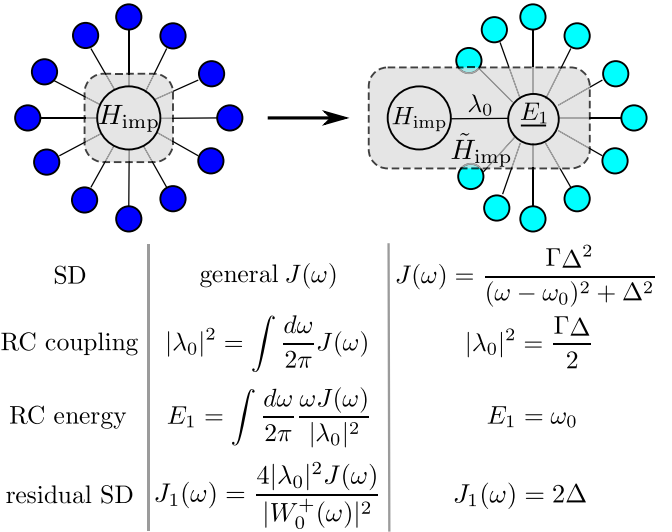 H_imp
H_imp λ_0 E_1
H̃_imp
SD general J(ω) J(ω) = ΓΔ² / ((ω − ω_0)² + Δ²)
RC coupling |λ_0|² = ∫ dω/2π J(ω) |λ_0|² = ΓΔ/2
RC energy E_1 = ∫ dω/2π ωJ(ω)/|λ_0|² E_1 = ω_0
residual SD J_1(ω) = 4|λ_0|²J(ω) / |W_0^+(ω)|² J_1(ω) = 2Δ